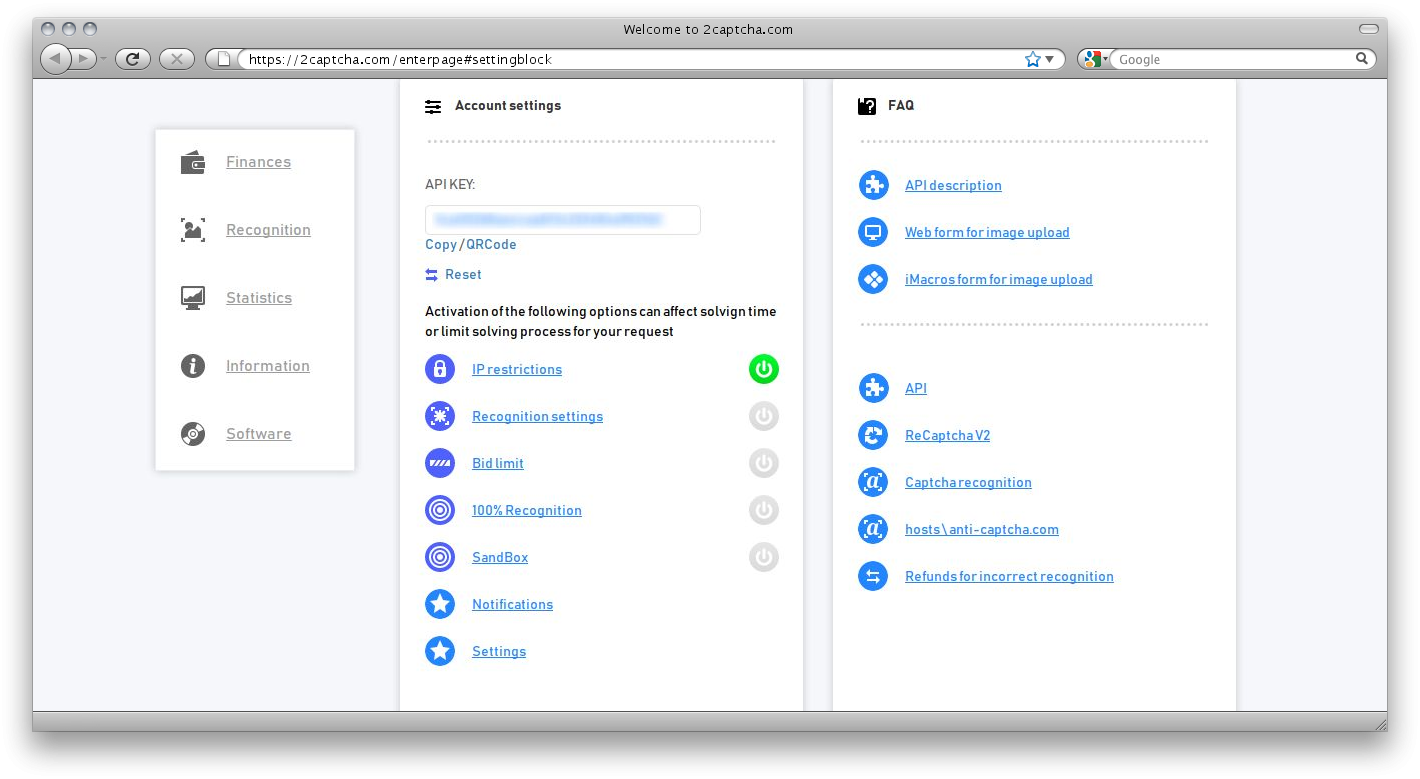 Welcome to 2captcha.com
https://2captcha.com/enterpage#settingblock
Google
Finances
Recognition
Statistics
Information
Software
Account settings
API KEY:
Copy/QRCode
Reset
Activation of the following options can affect solvign time
or limit solving process for your request
IP restrictions
Recognition settings
Bid limit
100% Recognition
SandBox
Notifications
Settings
FAQ
API description
Web form for image upload
iMacros form for image upload
API
ReCaptcha V2
Captcha recognition
hosts\anti-captcha.com
Refunds for incorrect recognition